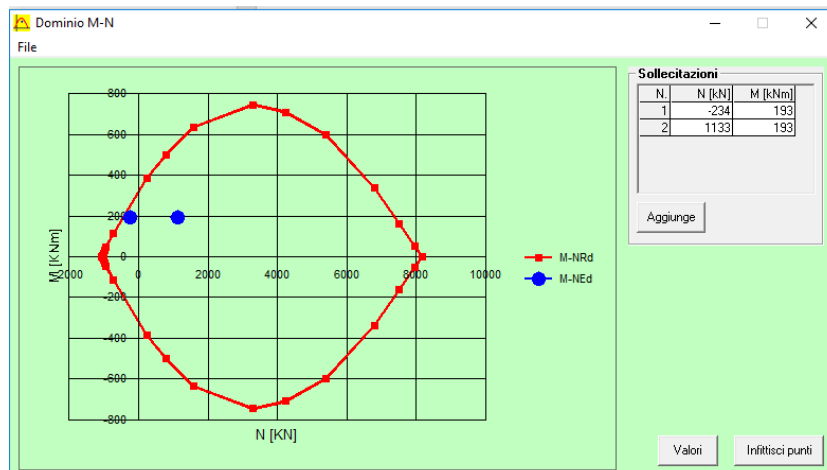 Dominio M-N
File
Sollecitazioni
N. N [kN] M [kNm]
1 -234 193
2 1133 193
Aggiunge
800
600
400
200
0
-200
-400
-600
-800
-2000 0 2000 4000 6000 8000 10000
M [KNm]
N [KN]
M-NRd
M-NEd
Valori
Infittisci punti